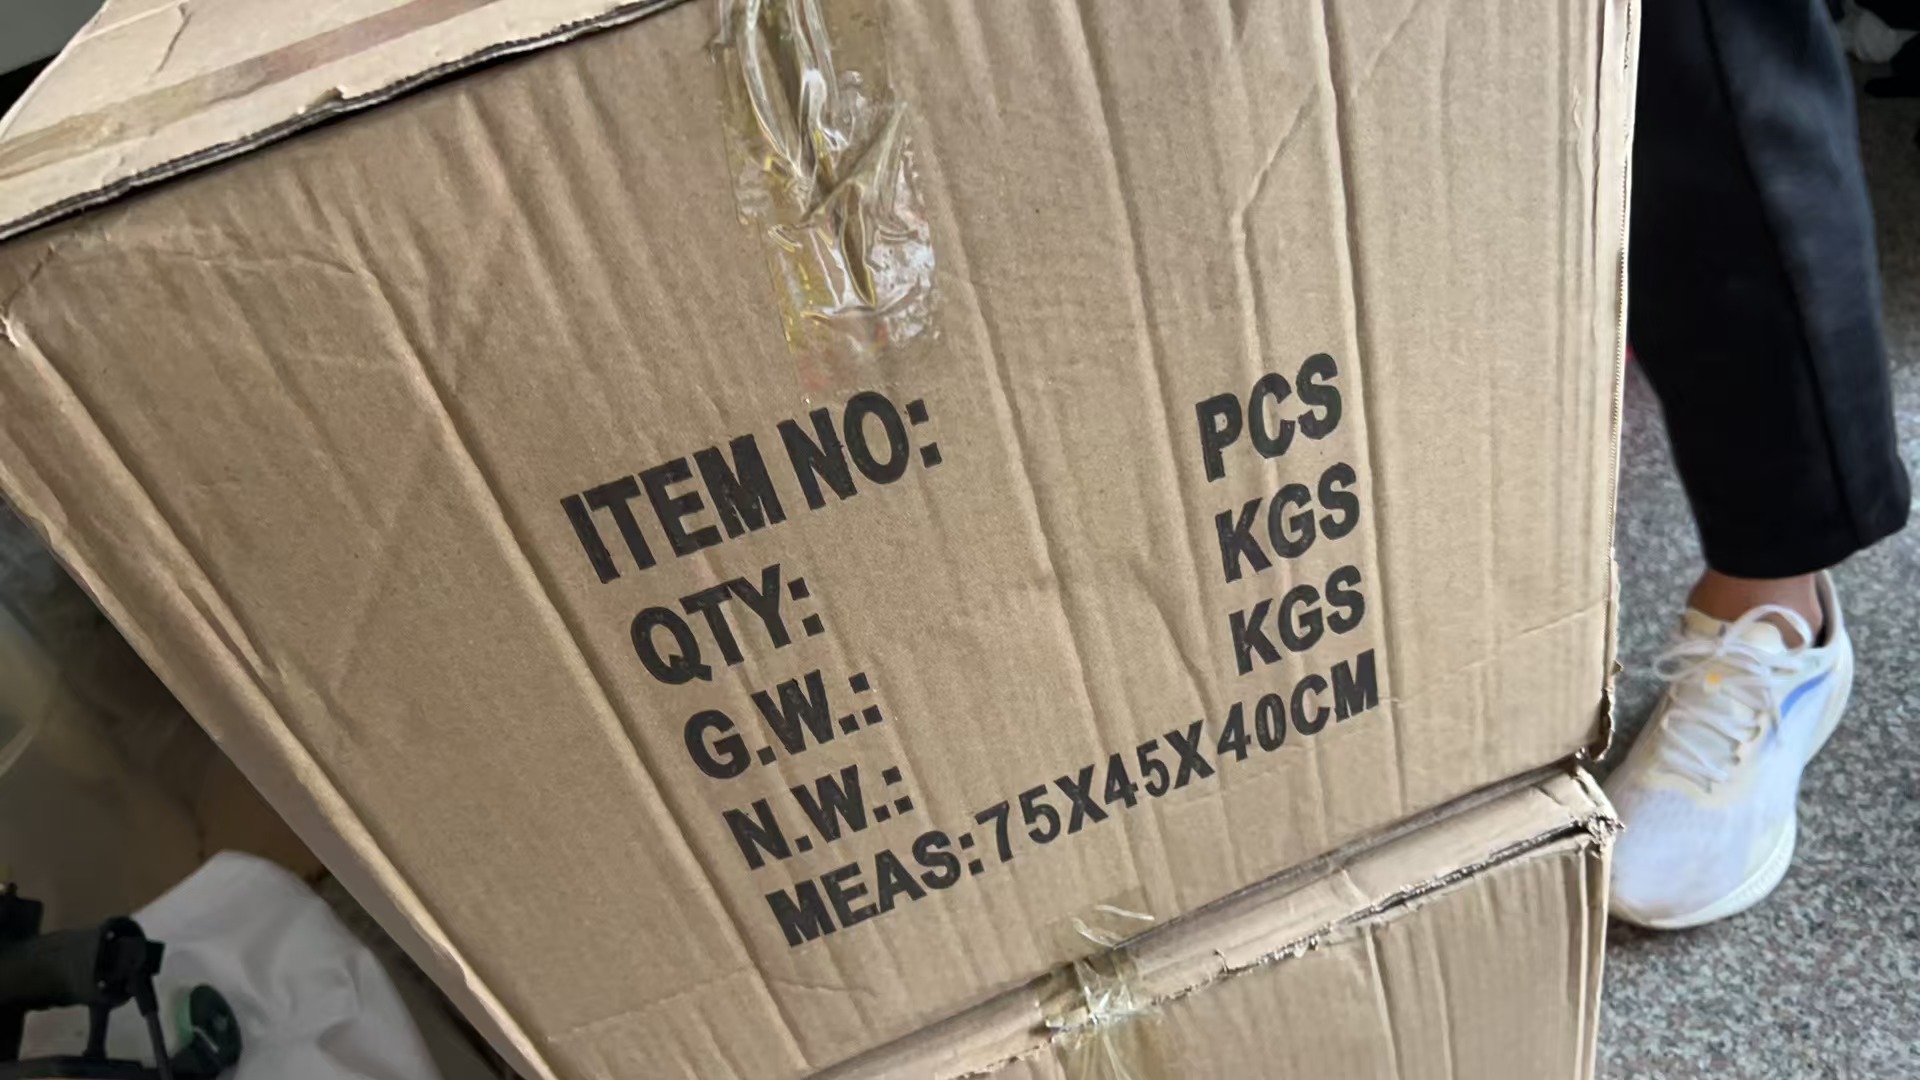 ITEM NO:
QTY: PCS
G.W.: KGS
N.W.: KGS
MEAS:75X45X40CM